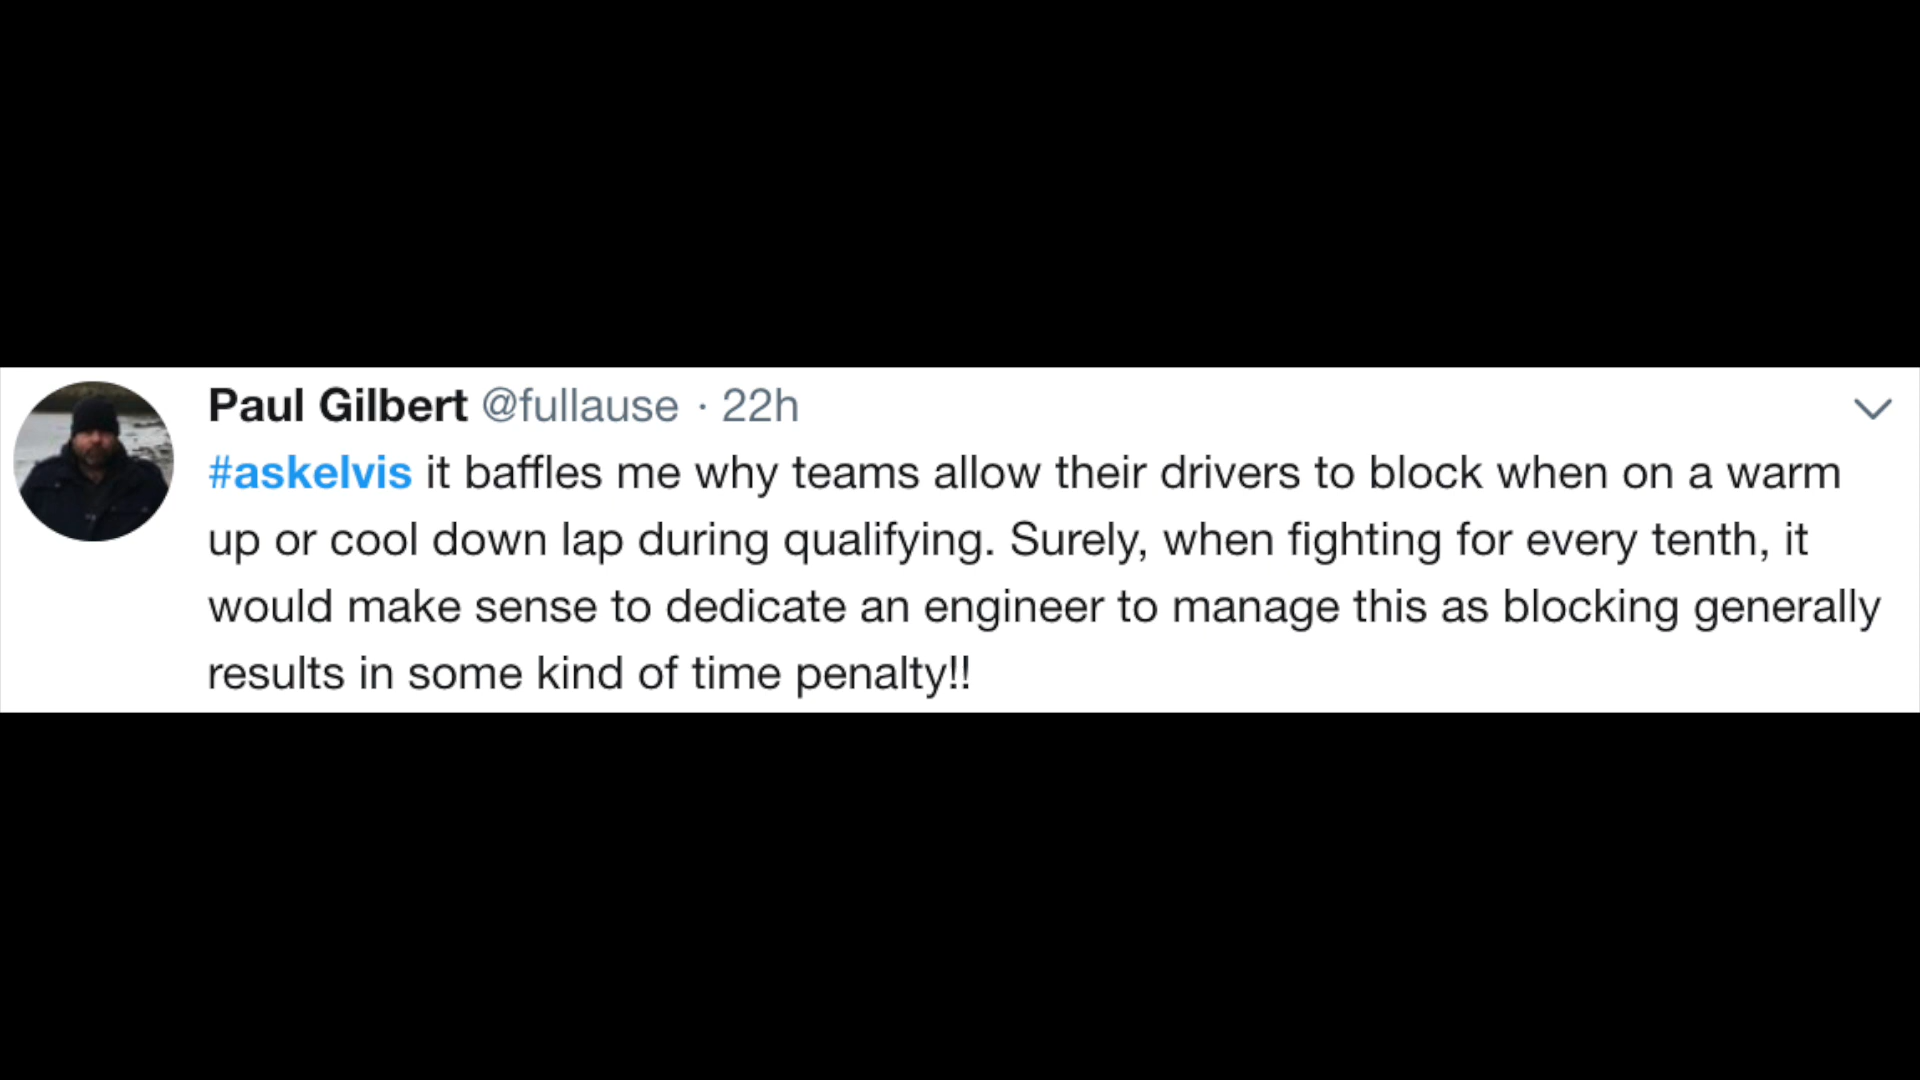 Paul Gilbert @fullause · 22h
#askelvis it baffles me why teams allow their drivers to block when on a warm
up or cool down lap during qualifying. Surely, when fighting for every tenth, it
would make sense to dedicate an engineer to manage this as blocking generally
results in some kind of time penalty!!